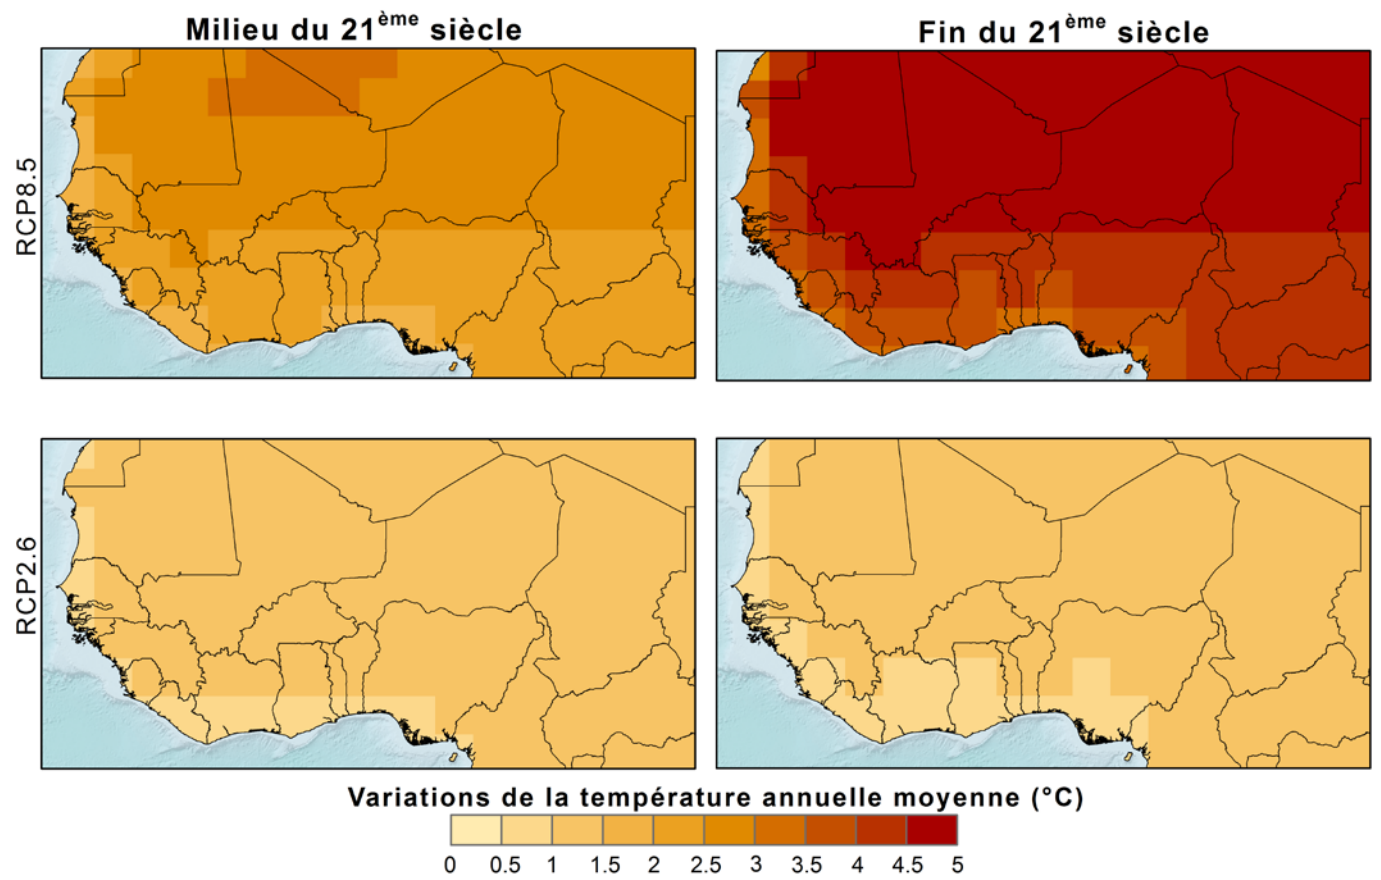 Milieu du 21ème siècle
Fin du 21ème siècle
RCP8.5
RCP2.6
Variations de la température annuelle moyenne (°C)
0 0.5 1 1.5 2 2.5 3 3.5 4 4.5 5